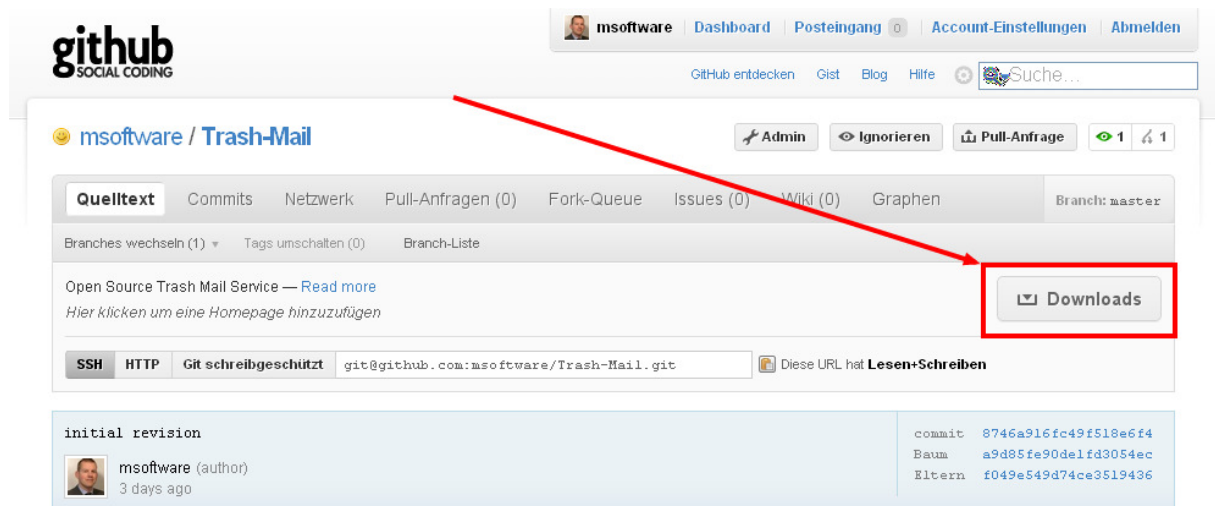 github
SOCIAL CODING
msoftware Dashboard Posteingang 0 Account-Einstellungen Abmelden
GitHub entdecken Gist Blog Hilfe Suche...
msoftware / Trash-Mail
Admin Ignorieren Pull-Anfrage 1 1
Quelltext Commits Netzwerk Pull-Anfragen (0) Fork-Queue Issues (0) Wiki (0) Graphen Branch: master
Branches wechseln (1) Tags umschalten (0) Branch-Liste
Open Source Trash Mail Service — Read more
Hier klicken um eine Homepage hinzuzufügen
Downloads
SSH HTTP Git schreibgeschützt git@github.com:msoftware/Trash-Mail.git Diese URL hat Lesen+Schreiben
initial revision
msoftware (author)
3 days ago
commit 8746a916fc49f518e6f4
Baum a9d85fe90de1fd3054ec
Eltern f049e549d74ce3519436